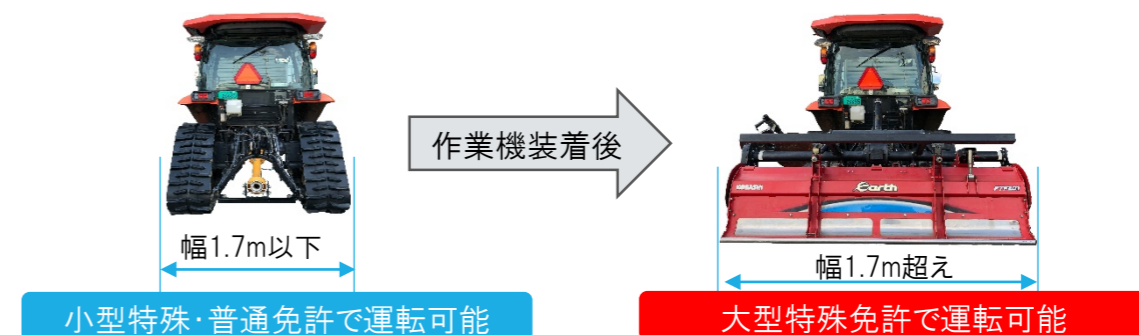 作業機装着後
幅1.7m以下
幅1.7m超え
Earth
小型特殊・普通免許で運転可能
大型特殊免許で運転可能